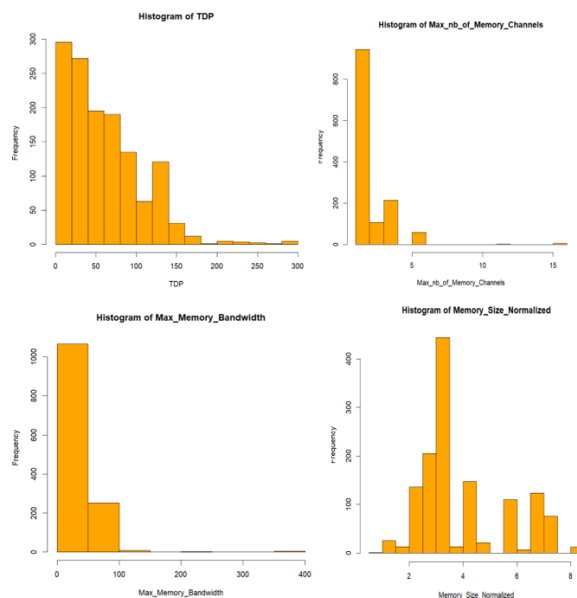 Histogram of TDP
Frequency
300
250
200
150
100
50
0
0 50 100 150 200 250 300
TDP
Histogram of Max_nb_of_Memory_Channels
Frequency
800
600
400
200
0
5 10 15
Max_nb_of_Memory_Channels
Histogram of Max_Memory_Bandwidth
Frequency
1000
800
600
400
200
0
0 100 200 300 400
Max_Memory_Bandwidth
Histogram of Memory_Size_Normalized
Frequency
400
300
200
100
0
2 4 6 8
Memory_Size_Normalized